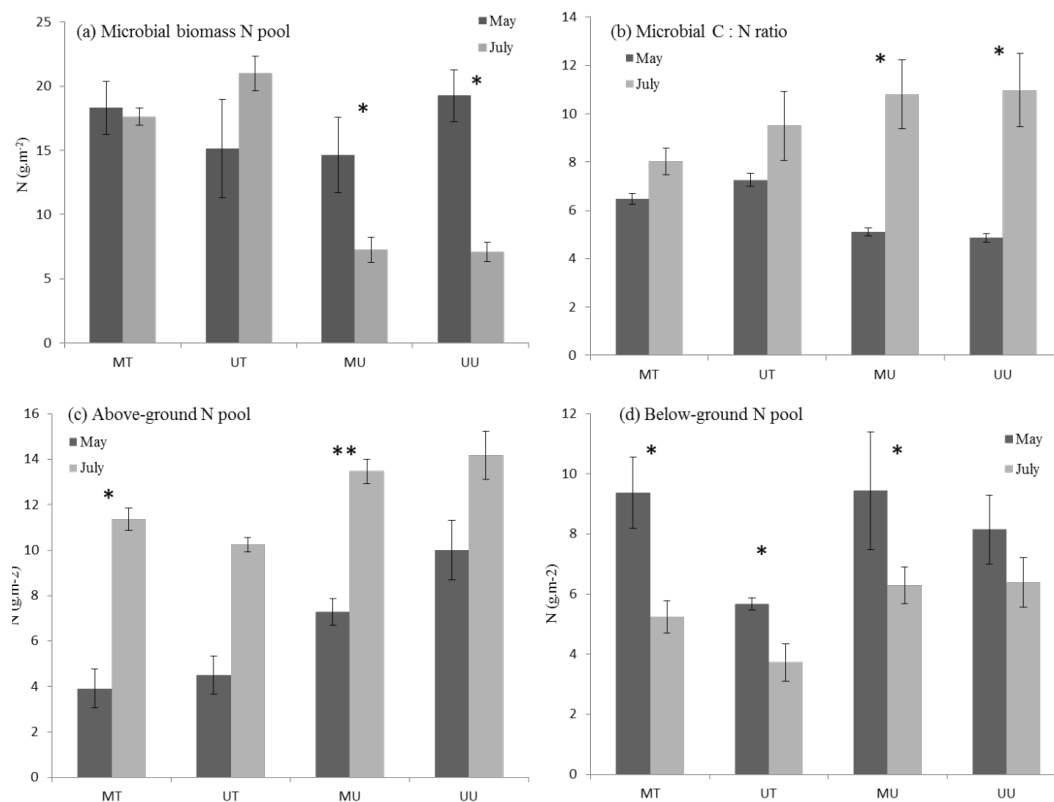 (a) Microbial biomass N pool
May
July
25
20
15
10
5
0
N (g.m-2)
*
*
MT UT MU UU
(b) Microbial C : N ratio
May
July
14
12
10
8
6
4
2
0
*
*
MT UT MU UU
(c) Above-ground N pool
May
July
16
14
12
10
8
6
4
2
0
N (g.m-2)
*
**
MT UT MU UU
(d) Below-ground N pool
May
July
12
10
8
6
4
2
0
N (g.m-2)
*
*
*
MT UT MU UU